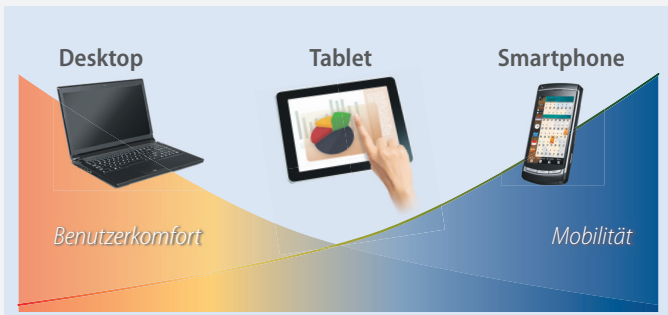 Desktop
Tablet
Smartphone
Benutzerkomfort
Mobilität